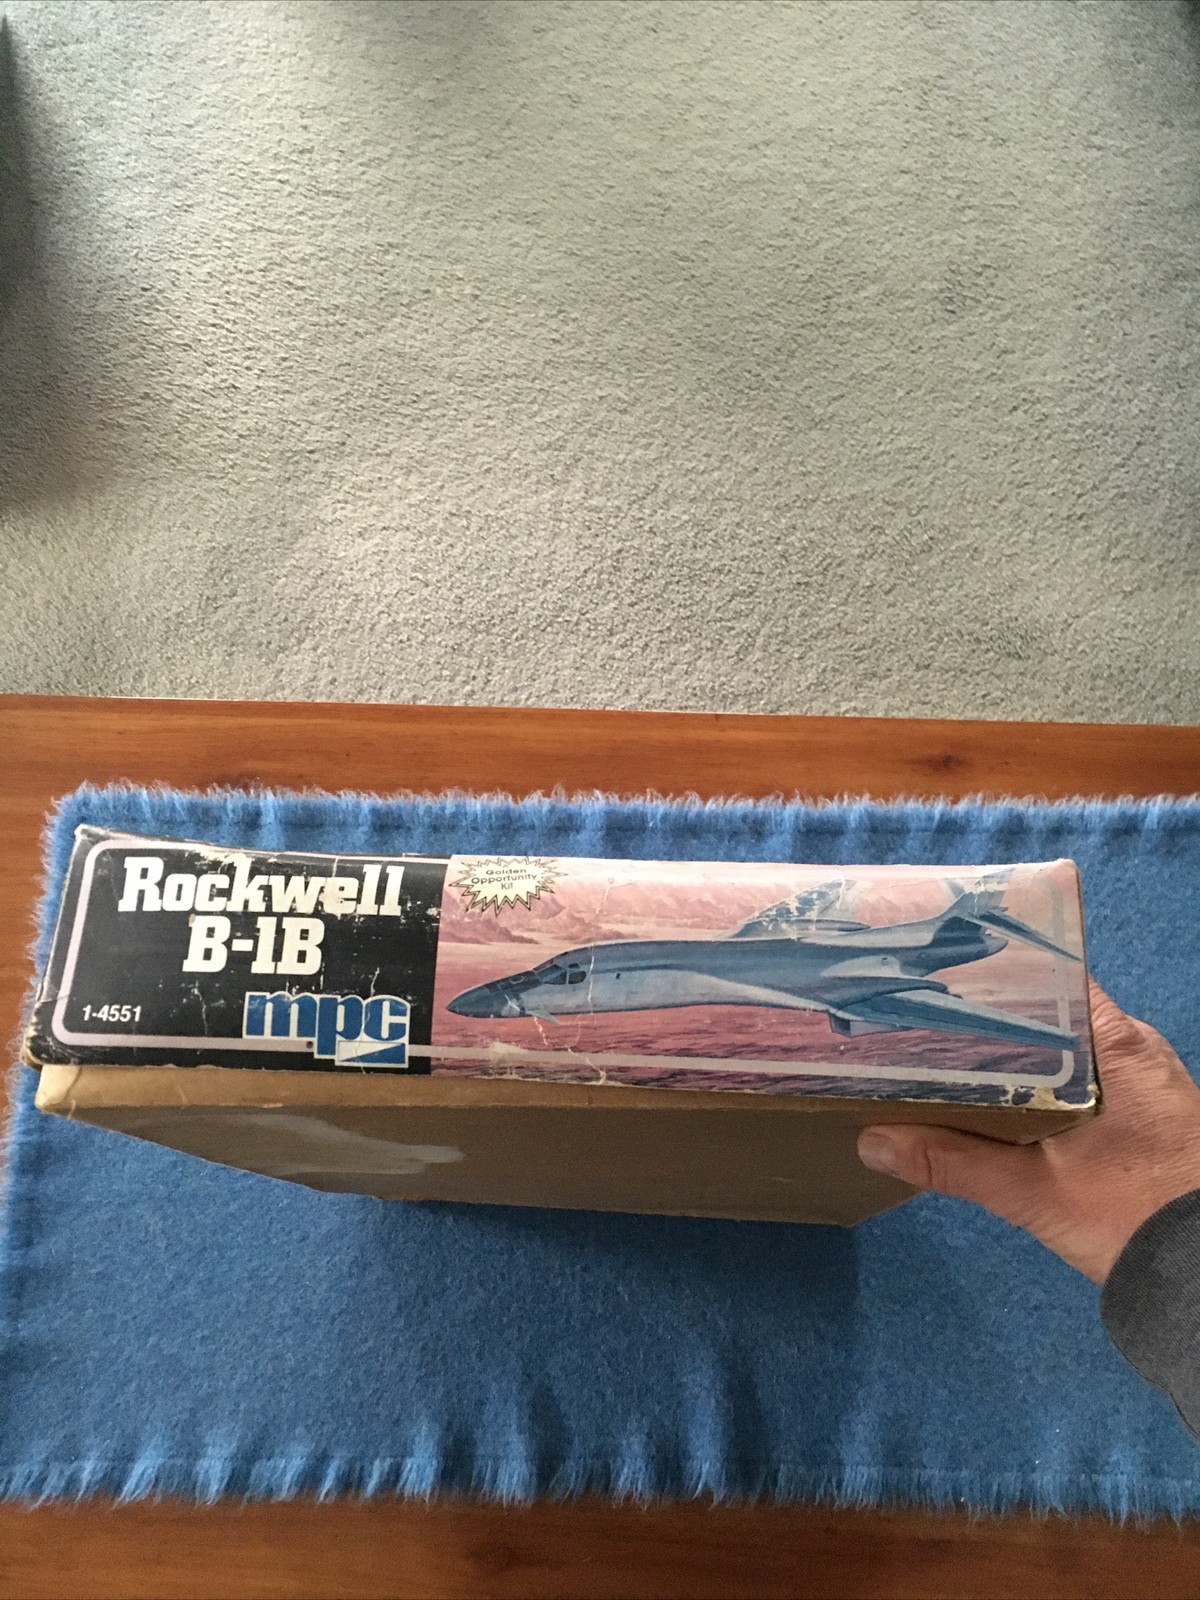 Rockwell
B-1B
1-4551
mpc
Golden
Opportunity
Kit